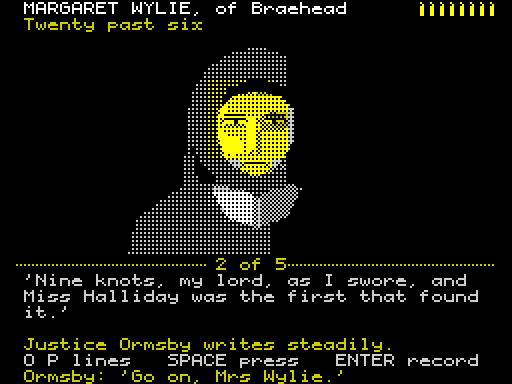 MARGARET WYLIE, of Braehead
Twenty past six
2 of 5
'Nine knots, my lord, as I swore, and
Miss Halliday was the first that found
it.'
Justice Ormsby writes steadily.
O P lines   SPACE press   ENTER record
Ormsby: 'Go on, Mrs Wylie.'